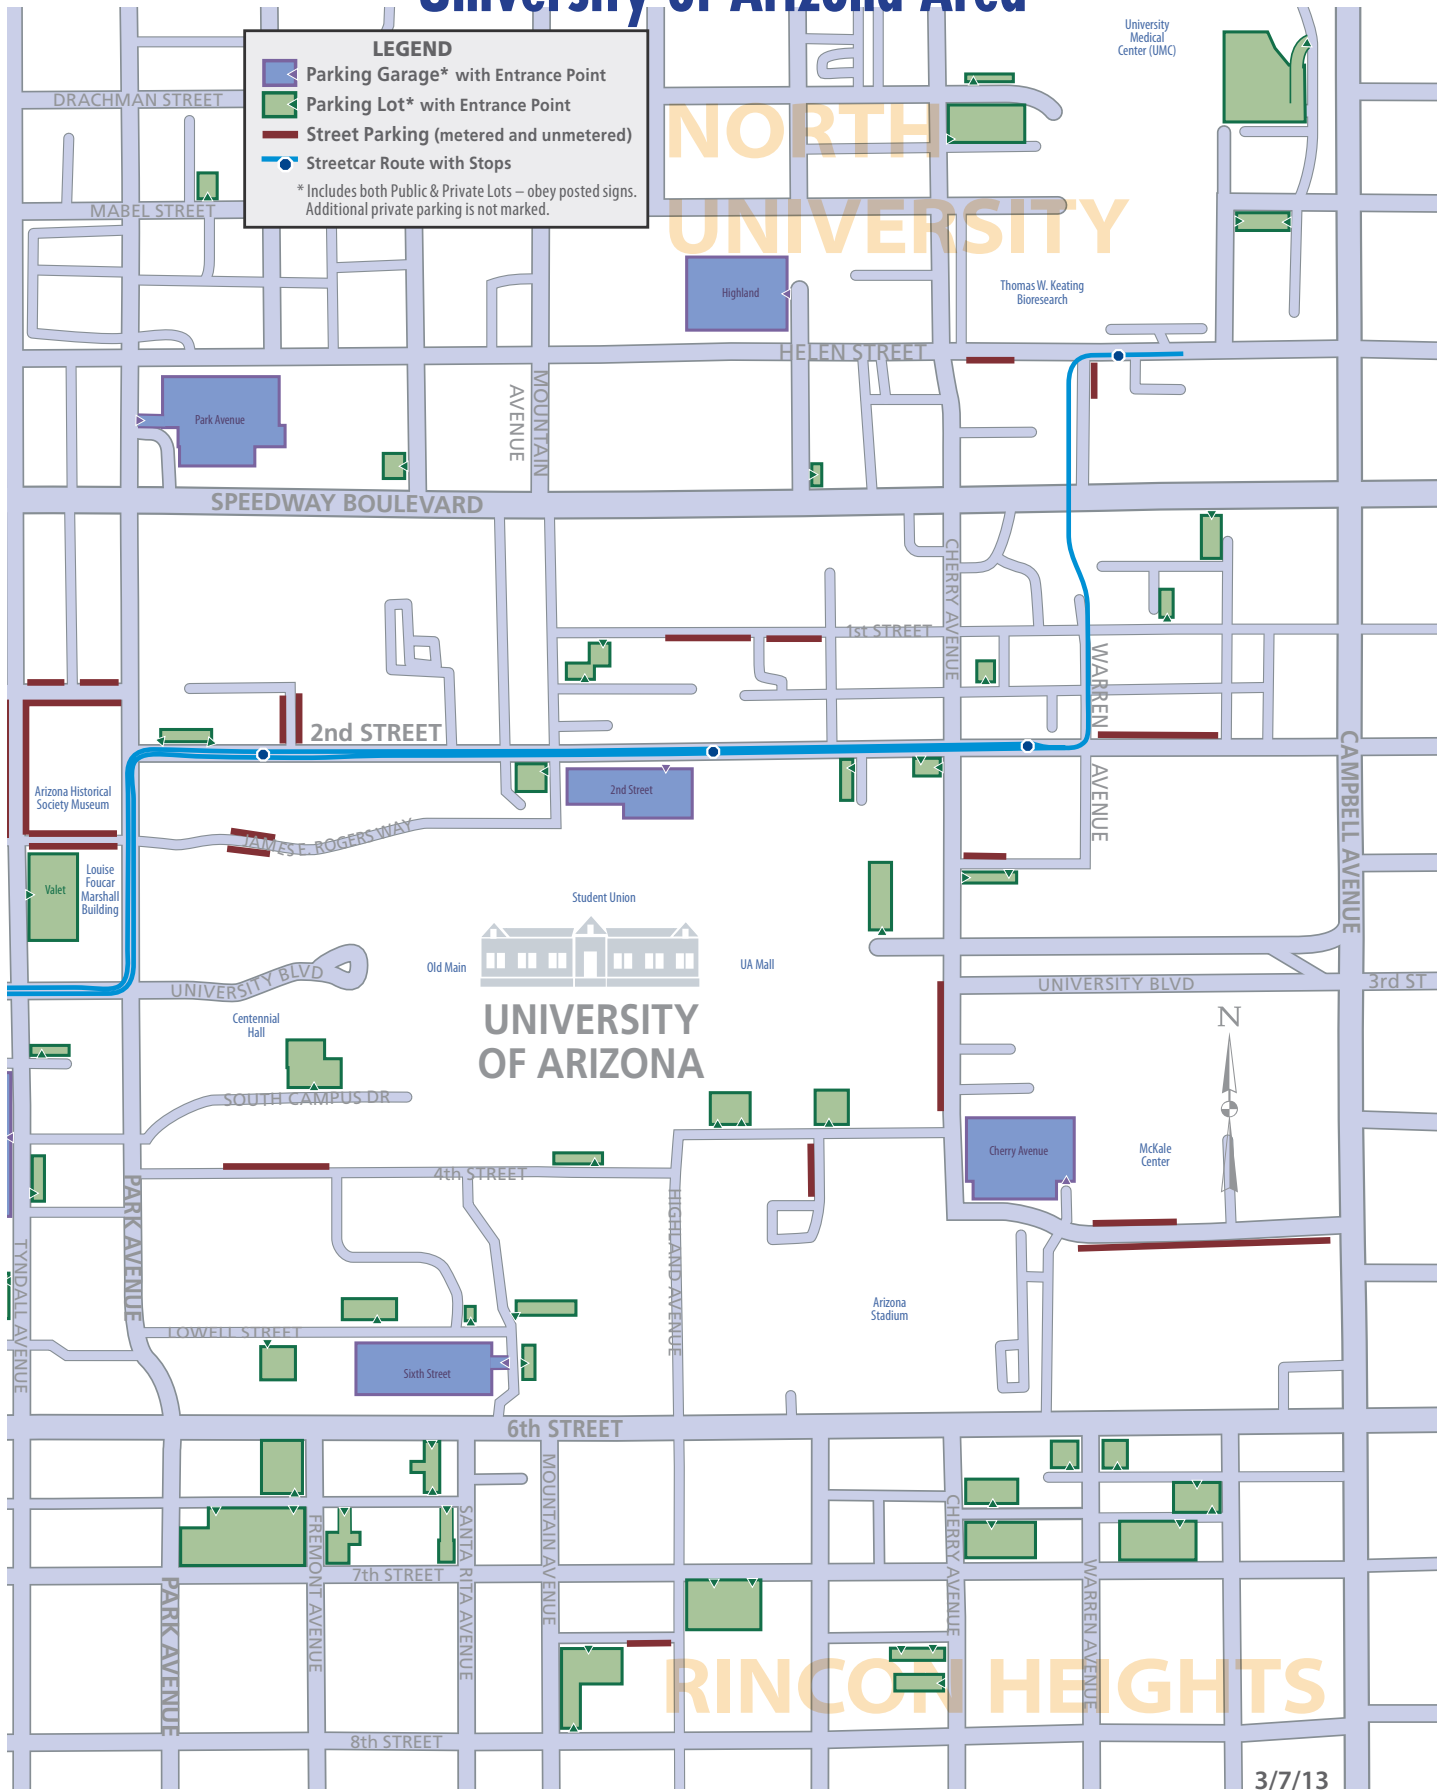 University of Arizona Area
LEGEND
Parking Garage* with Entrance Point
Parking Lot* with Entrance Point
Street Parking (metered and unmetered)
Streetcar Route with Stops
* Includes both Public & Private Lots – obey posted signs.
Additional private parking is not marked.
University
Medical
Center (UMC)
DRACHMAN STREET
NORTH
UNIVERSITY
MABEL STREET
Highland
Thomas W. Keating
Bioresearch
HELEN STREET
MOUNTAIN
AVENUE
Park Avenue
SPEEDWAY BOULEVARD
CHERRY AVENUE
1st STREET
WARREN
AVENUE
2nd STREET
CAMPBELL AVENUE
Arizona Historical
Society Museum
2nd Street
JAMES E. ROGERS WAY
Valet
Louise
Foucar
Marshall
Building
Student Union
Old Main
UA Mall
UNIVERSITY BLVD
UNIVERSITY BLVD
3rd ST
UNIVERSITY
OF ARIZONA
Centennial
Hall
N
SOUTH CAMPUS DR
Cherry Avenue
McKale
Center
4th STREET
PARK AVENUE
HIGHLAND AVENUE
TYNDALL AVENUE
Arizona
Stadium
LOWELL STREET
Sixth Street
6th STREET
MOUNTAIN AVENUE
CHERRY AVENUE
SANTA RITA AVENUE
FREMONT AVENUE
WARREN AVENUE
7th STREET
PARK AVENUE
RINCON HEIGHTS
8th STREET
3/7/13